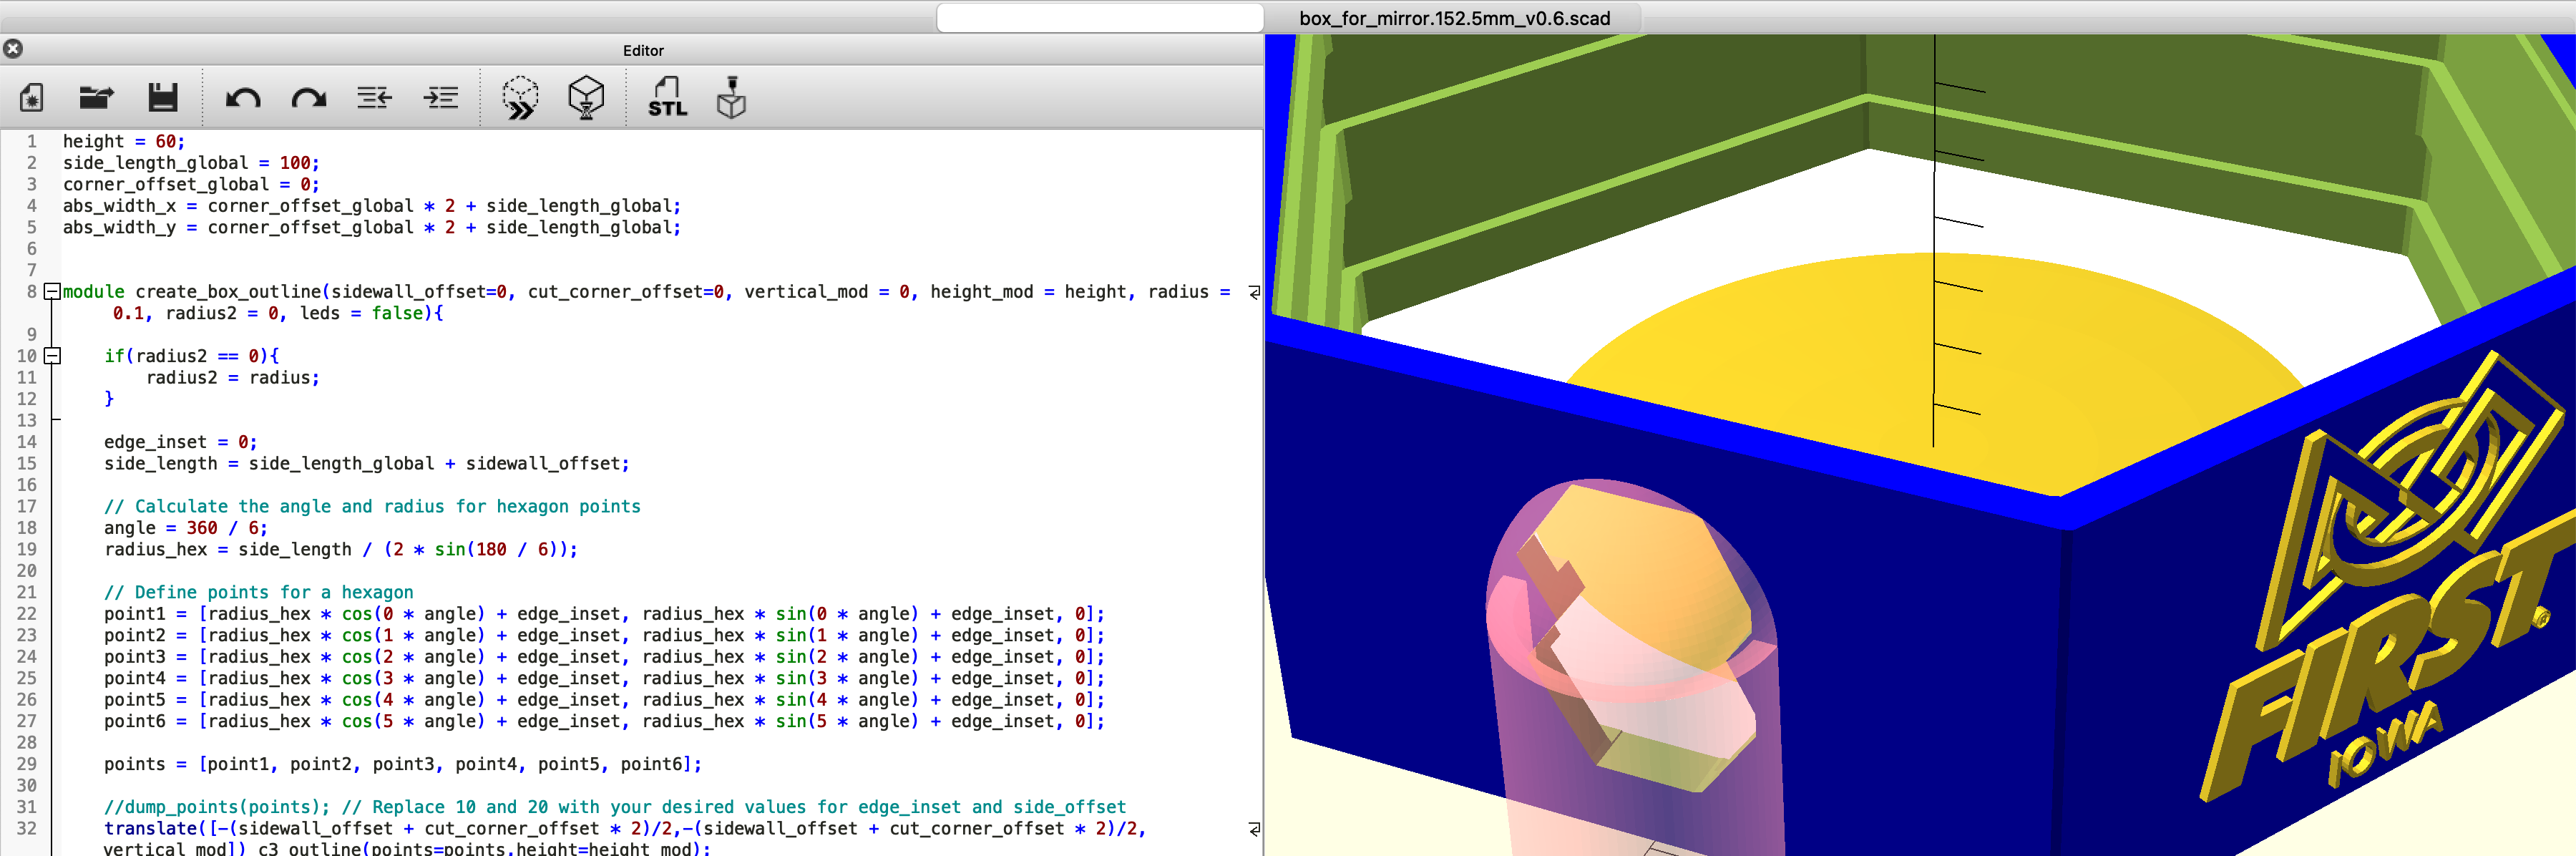 box_for_mirror.152.5mm_v0.6.scad
Editor
STL
1 height = 60;
2 side_length_global = 100;
3 corner_offset_global = 0;
4 abs_width_x = corner_offset_global * 2 + side_length_global;
5 abs_width_y = corner_offset_global * 2 + side_length_global;
6
7
8 module create_box_outline(sidewall_offset=0, cut_corner_offset=0, vertical_mod = 0, height_mod = height, radius =
0.1, radius2 = 0, leds = false){
9
10 if(radius2 == 0){
11 radius2 = radius;
12 }
13
14 edge_inset = 0;
15 side_length = side_length_global + sidewall_offset;
16
17 // Calculate the angle and radius for hexagon points
18 angle = 360 / 6;
19 radius_hex = side_length / (2 * sin(180 / 6));
20
21 // Define points for a hexagon
22 point1 = [radius_hex * cos(0 * angle) + edge_inset, radius_hex * sin(0 * angle) + edge_inset, 0];
23 point2 = [radius_hex * cos(1 * angle) + edge_inset, radius_hex * sin(1 * angle) + edge_inset, 0];
24 point3 = [radius_hex * cos(2 * angle) + edge_inset, radius_hex * sin(2 * angle) + edge_inset, 0];
25 point4 = [radius_hex * cos(3 * angle) + edge_inset, radius_hex * sin(3 * angle) + edge_inset, 0];
26 point5 = [radius_hex * cos(4 * angle) + edge_inset, radius_hex * sin(4 * angle) + edge_inset, 0];
27 point6 = [radius_hex * cos(5 * angle) + edge_inset, radius_hex * sin(5 * angle) + edge_inset, 0];
28
29 points = [point1, point2, point3, point4, point5, point6];
30
31 //dump_points(points); // Replace 10 and 20 with your desired values for edge_inset and side_offset
32 translate([-(sidewall_offset + cut_corner_offset * 2)/2,-(sidewall_offset + cut_corner_offset * 2)/2,
vertical_mod]) c3_outline(points=points,height=height_mod);
FIRST®
IOWA